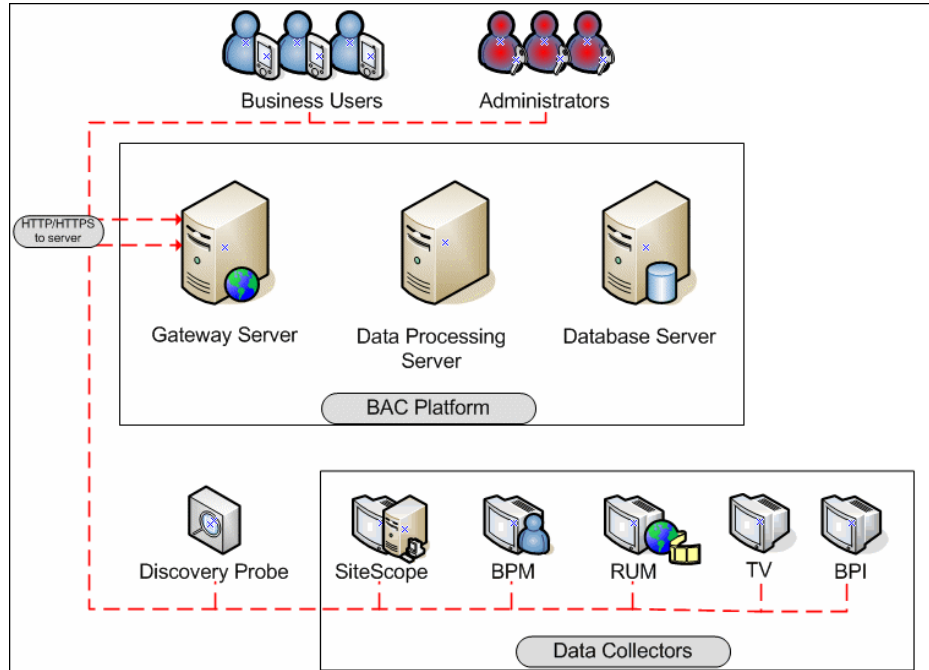 Business Users
Administrators
HTTP/HTTPS
to server
Gateway Server
Data Processing
Server
Database Server
BAC Platform
Discovery Probe
SiteScope
BPM
RUM
TV
BPI
Data Collectors